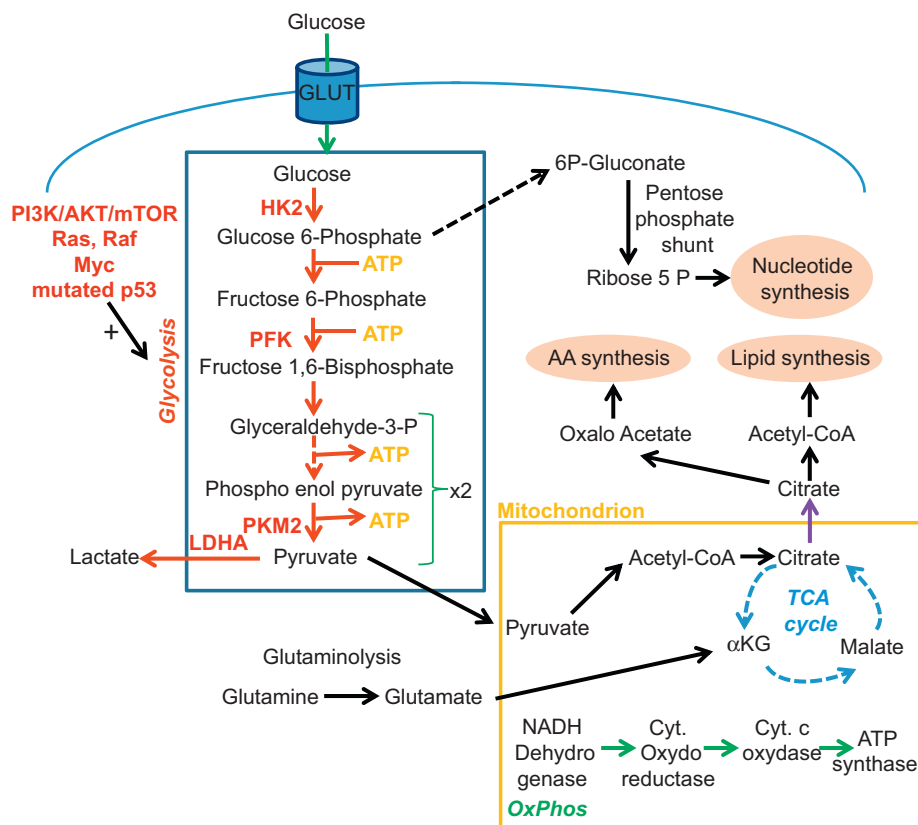 Glucose
GLUT
Glucose
HK2
Glucose 6-Phosphate
ATP
Fructose 6-Phosphate
PFK
ATP
Fructose 1,6-Bisphosphate
Glyceraldehyde-3-P
ATP
Phospho enol pyruvate
x2
PKM2
ATP
LDHA
Lactate
Pyruvate
PI3K/AKT/mTOR
Ras, Raf
Myc
mutated p53
+
Glycolysis
6P-Gluconate
Pentose
phosphate
shunt
Ribose 5 P
Nucleotide
synthesis
AA synthesis
Lipid synthesis
Oxalo Acetate
Acetyl-CoA
Citrate
Mitochondrion
Acetyl-CoA
Citrate
TCA
cycle
Pyruvate
αKG
Malate
Glutaminolysis
Glutamine
Glutamate
NADH
Dehydro
genase
Cyt.
Oxydo
reductase
Cyt. c
oxydase
ATP
synthase
OxPhos